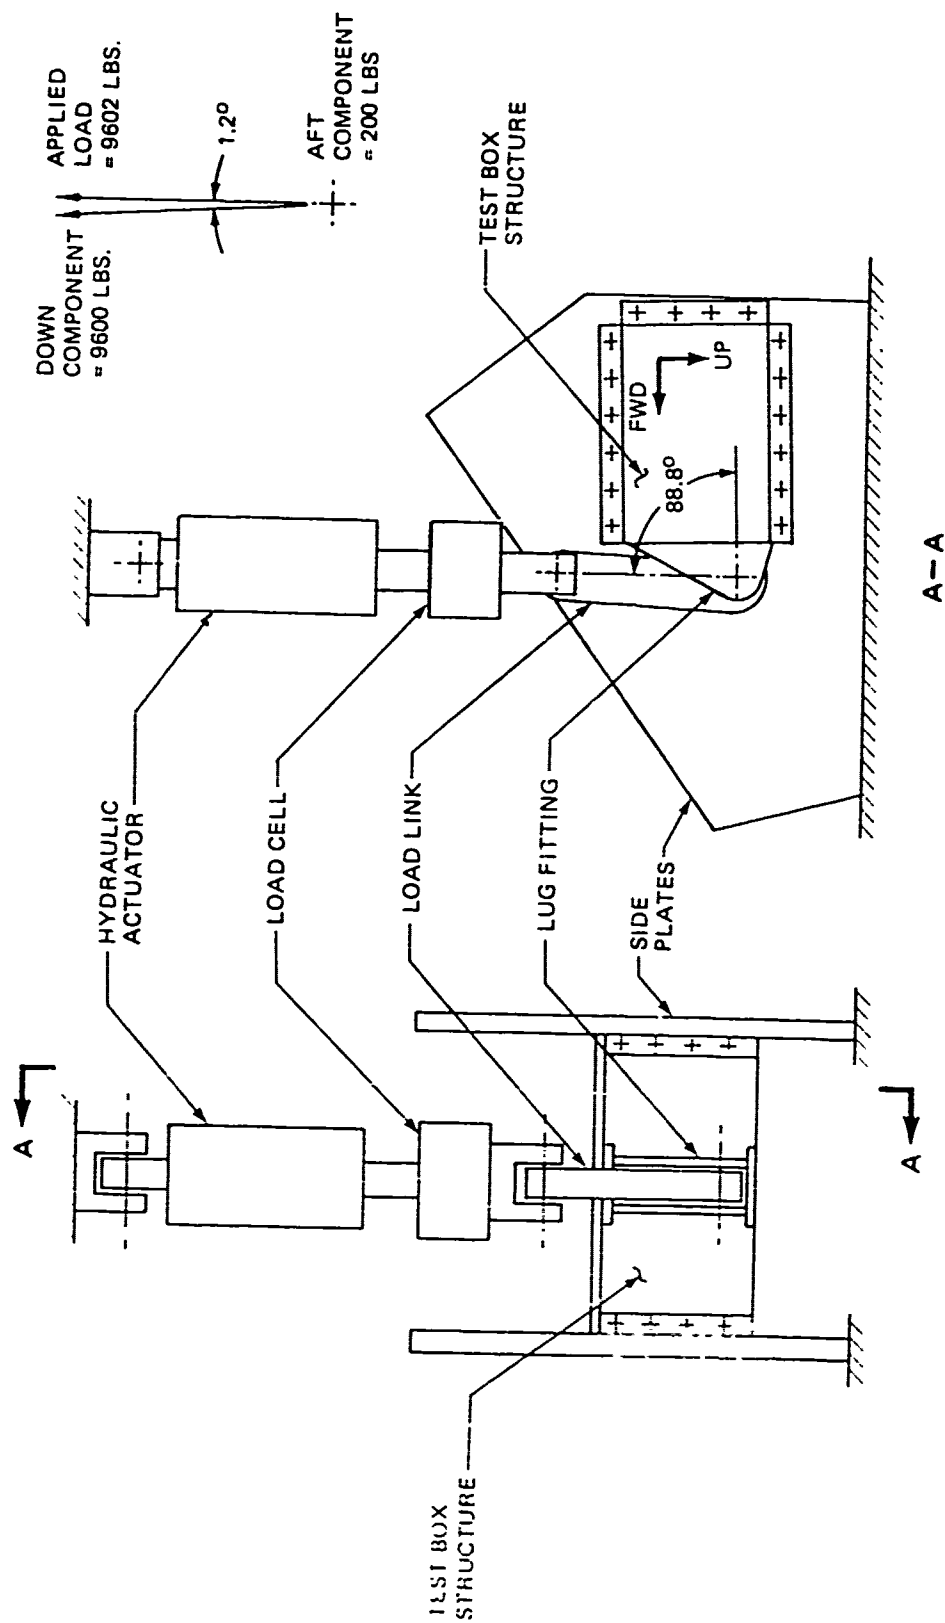 DOWN
COMPONENT
= 9600 LBS.
APPLIED
LOAD
= 9602 LBS.
1.2°
AFT
COMPONENT
= 200 LBS
HYDRAULIC
ACTUATOR
LOAD CELL
LOAD LINK
LUG FITTING
SIDE
PLATES
TEST BOX
STRUCTURE
FWD
UP
88.8°
A
A
TEST BOX
STRUCTURE
A-A